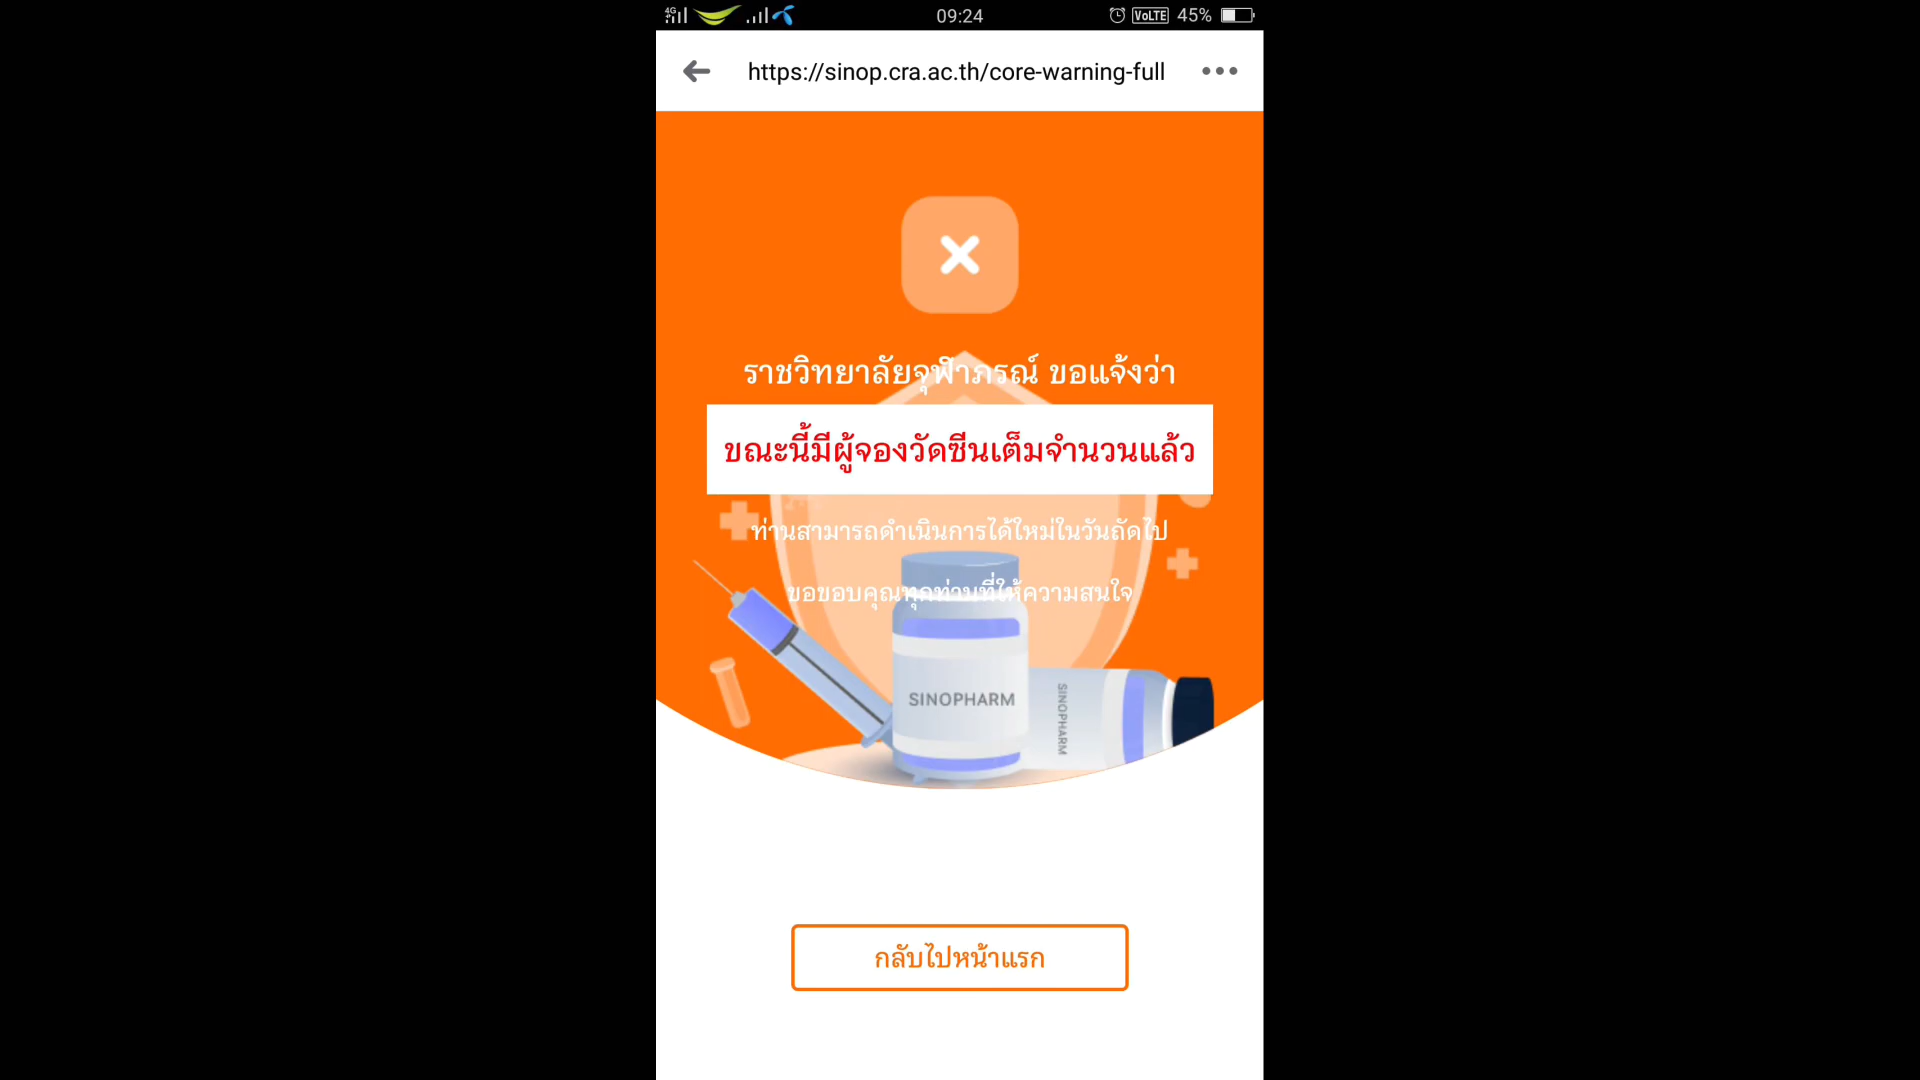 4G 09:24 VoLTE 45%
https://sinop.cra.ac.th/core-warning-full
ราชวิทยาลัยจุฬาภรณ์ ขอแจ้งว่า
ขณะนี้มีผู้จองวัดซีนเต็มจำนวนแล้ว
ท่านสามารถดำเนินการได้ใหม่ในวันถัดไป
ขอขอบคุณทุกท่านที่ให้ความสนใจ
SINOPHARM
SINOPHARM
กลับไปหน้าแรก